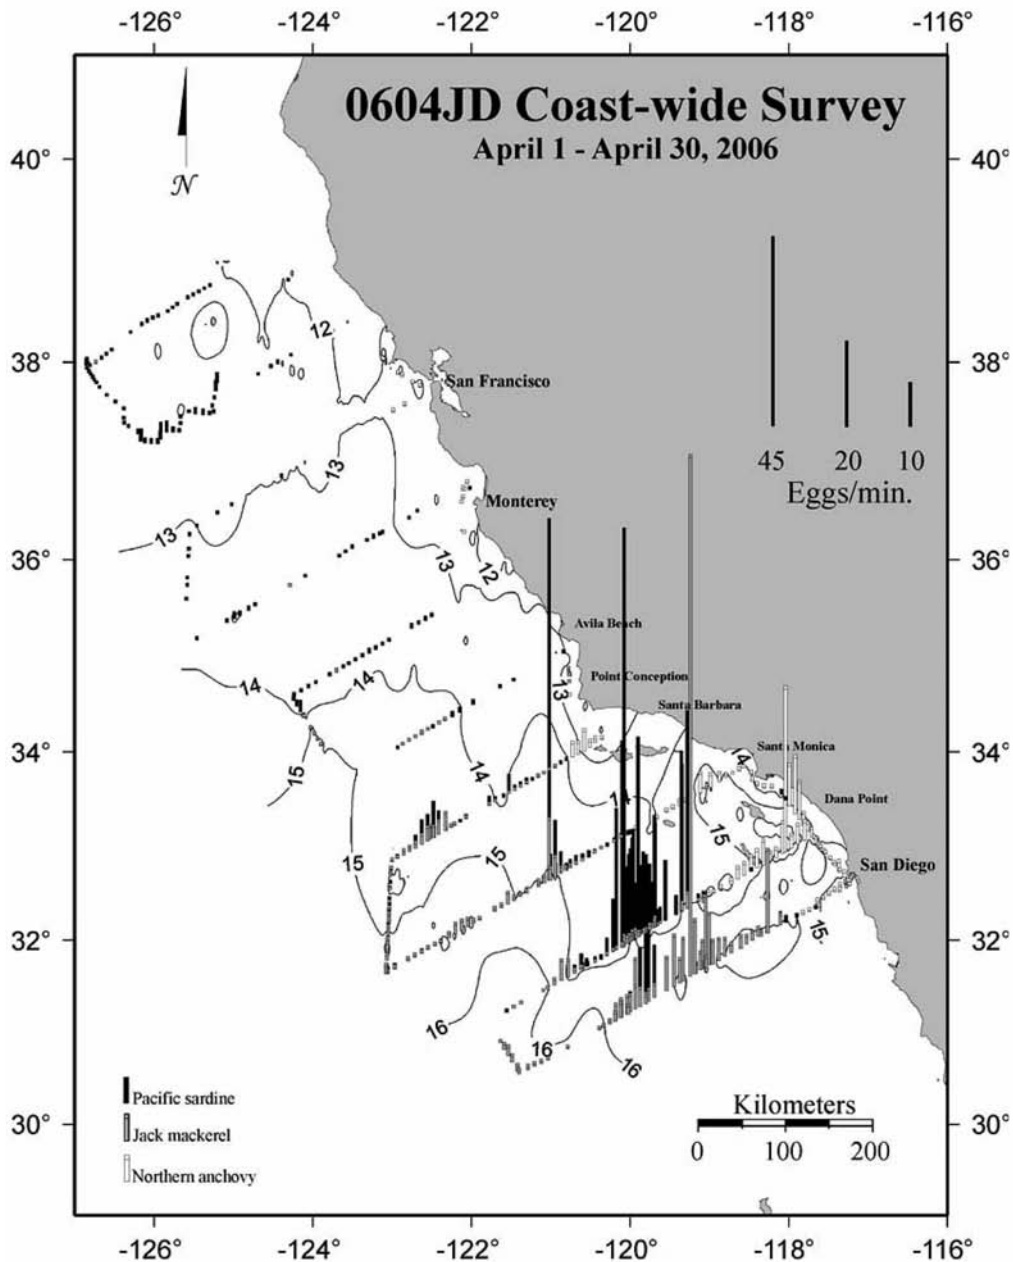 -126° -124° -122° -120° -118° -116°
0604JD Coast-wide Survey
April 1 - April 30, 2006
40° 40°
N
12
38° 38°
San Francisco
45 20 10
Eggs/min.
13
Monterey
13
36° 36°
13
12
Avila Beach
14
14
13
Point Conception
Santa Barbara
34° 34°
Santa Monica
15
14
14
Dana Point
15
15
15
San Diego
32° 32°
15
16
16
16
Pacific sardine
Jack mackerel
Northern anchovy
Kilometers
0 100 200
30° 30°
-126° -124° -122° -120° -118° -116°